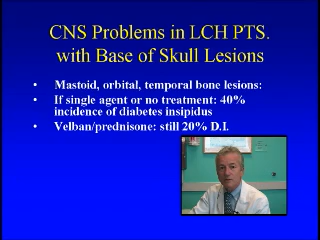 CNS Problems in LCH PTS.
with Base of Skull Lesions
• Mastoid, orbital, temporal bone lesions:
• If single agent or no treatment: 40%
incidence of diabetes insipidus
• Velban/prednisone: still 20% D.I.